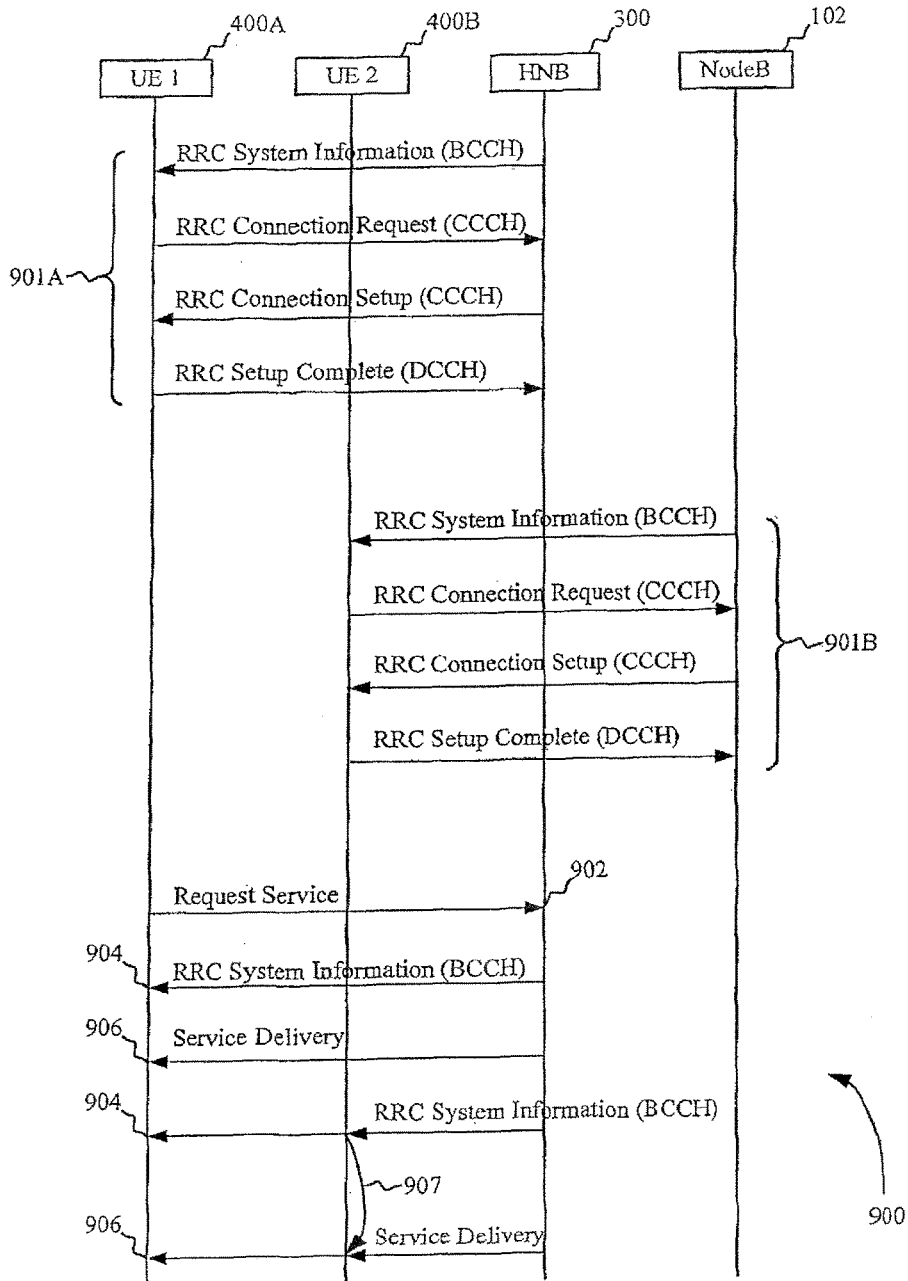 400A
400B
300
102
UE 1
UE 2
HNB
NodeB
RRC System Information (BCCH)
RRC Connection Request (CCCH)
901A
RRC Connection Setup (CCCH)
RRC Setup Complete (DCCH)
RRC System Information (BCCH)
RRC Connection Request (CCCH)
901B
RRC Connection Setup (CCCH)
RRC Setup Complete (DCCH)
902
Request Service
904
RRC System Information (BCCH)
906
Service Delivery
904
RRC System Information (BCCH)
907
900
906
Service Delivery